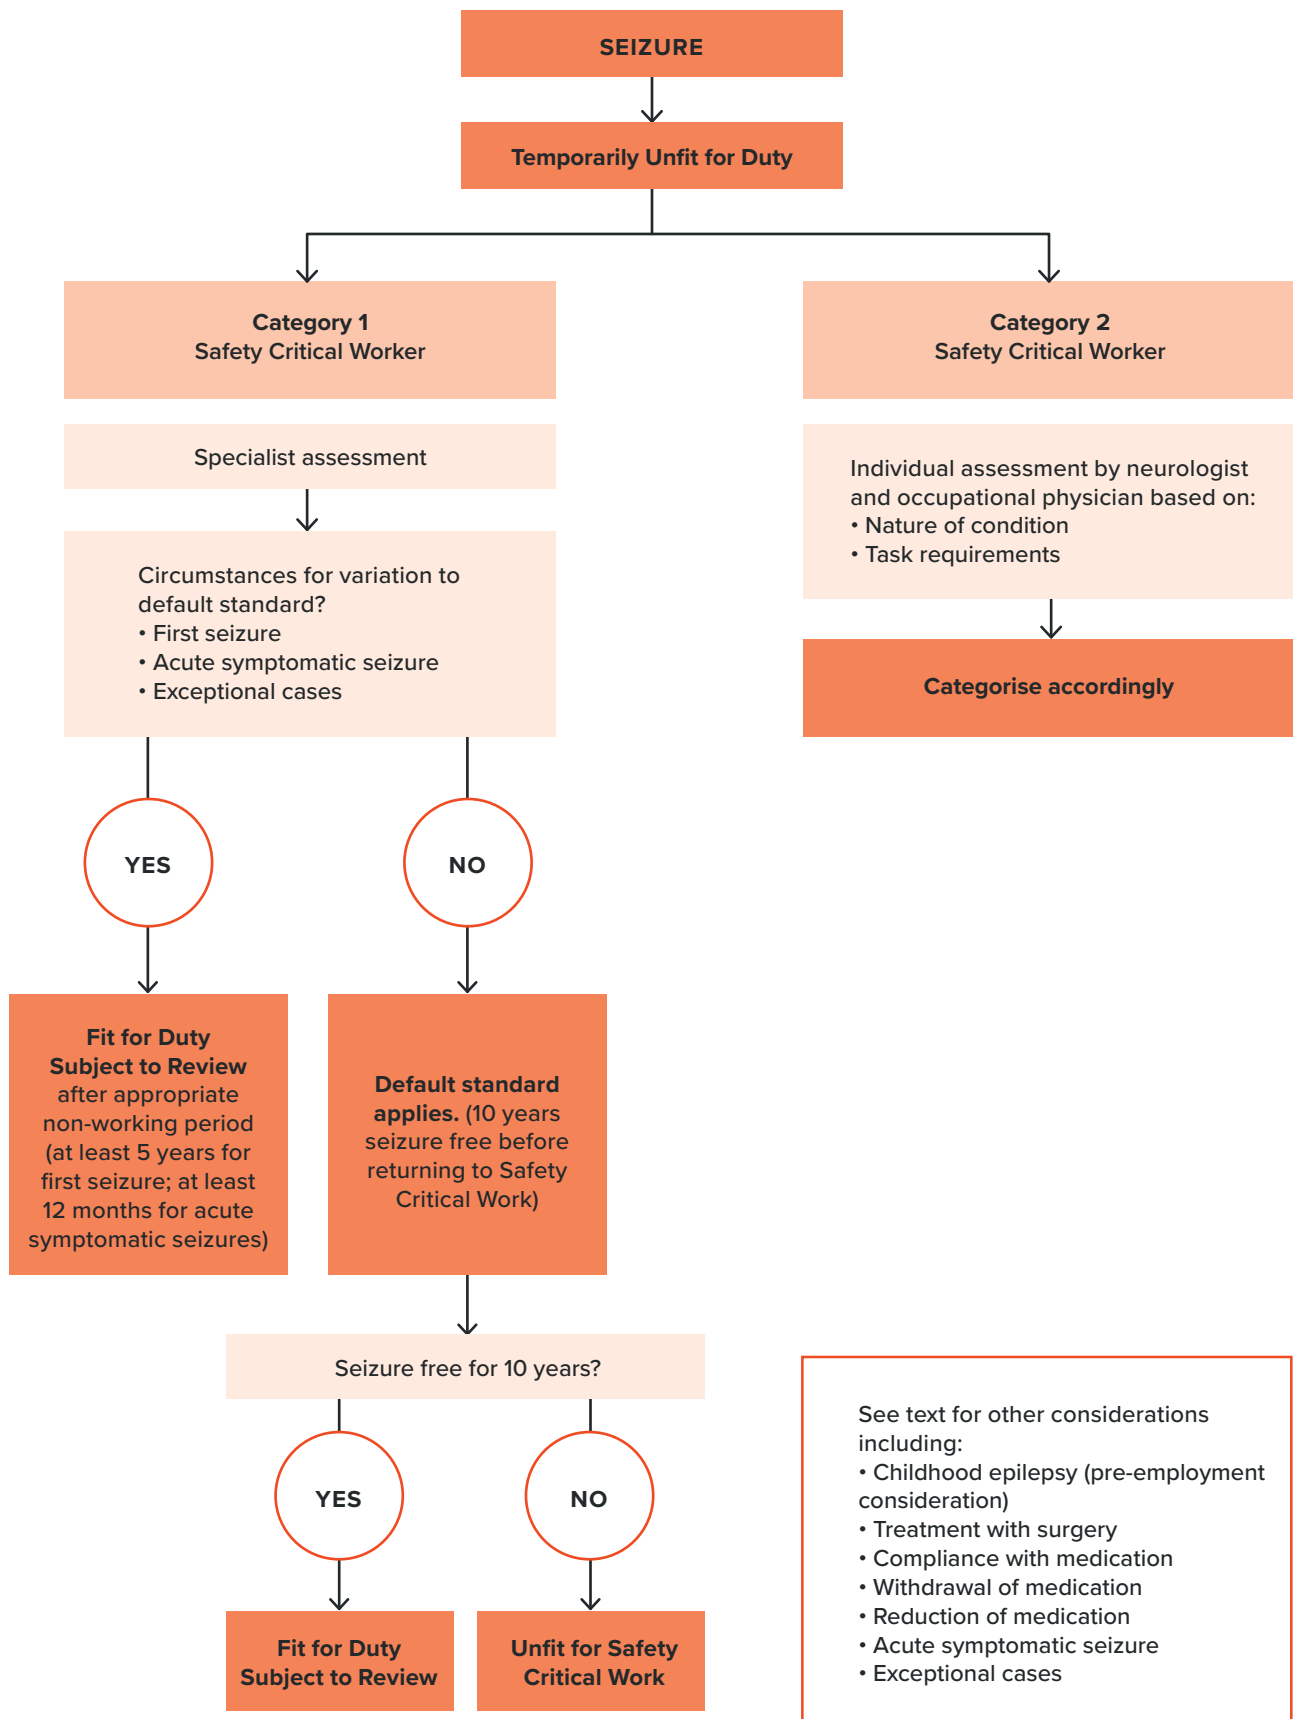 SEIZURE
Temporarily Unfit for Duty
Category 1
Safety Critical Worker
Category 2
Safety Critical Worker
Specialist assessment
Individual assessment by neurologist
and occupational physician based on:
• Nature of condition
• Task requirements
Circumstances for variation to
default standard?
• First seizure
• Acute symptomatic seizure
• Exceptional cases
Categorise accordingly
YES
NO
Fit for Duty
Subject to Review
after appropriate
non-working period
(at least 5 years for
first seizure; at least
12 months for acute
symptomatic seizures)
Default standard
applies. (10 years
seizure free before
returning to Safety
Critical Work)
Seizure free for 10 years?
YES
NO
Fit for Duty
Subject to Review
Unfit for Safety
Critical Work
See text for other considerations
including:
• Childhood epilepsy (pre-employment
consideration)
• Treatment with surgery
• Compliance with medication
• Withdrawal of medication
• Reduction of medication
• Acute symptomatic seizure
• Exceptional cases